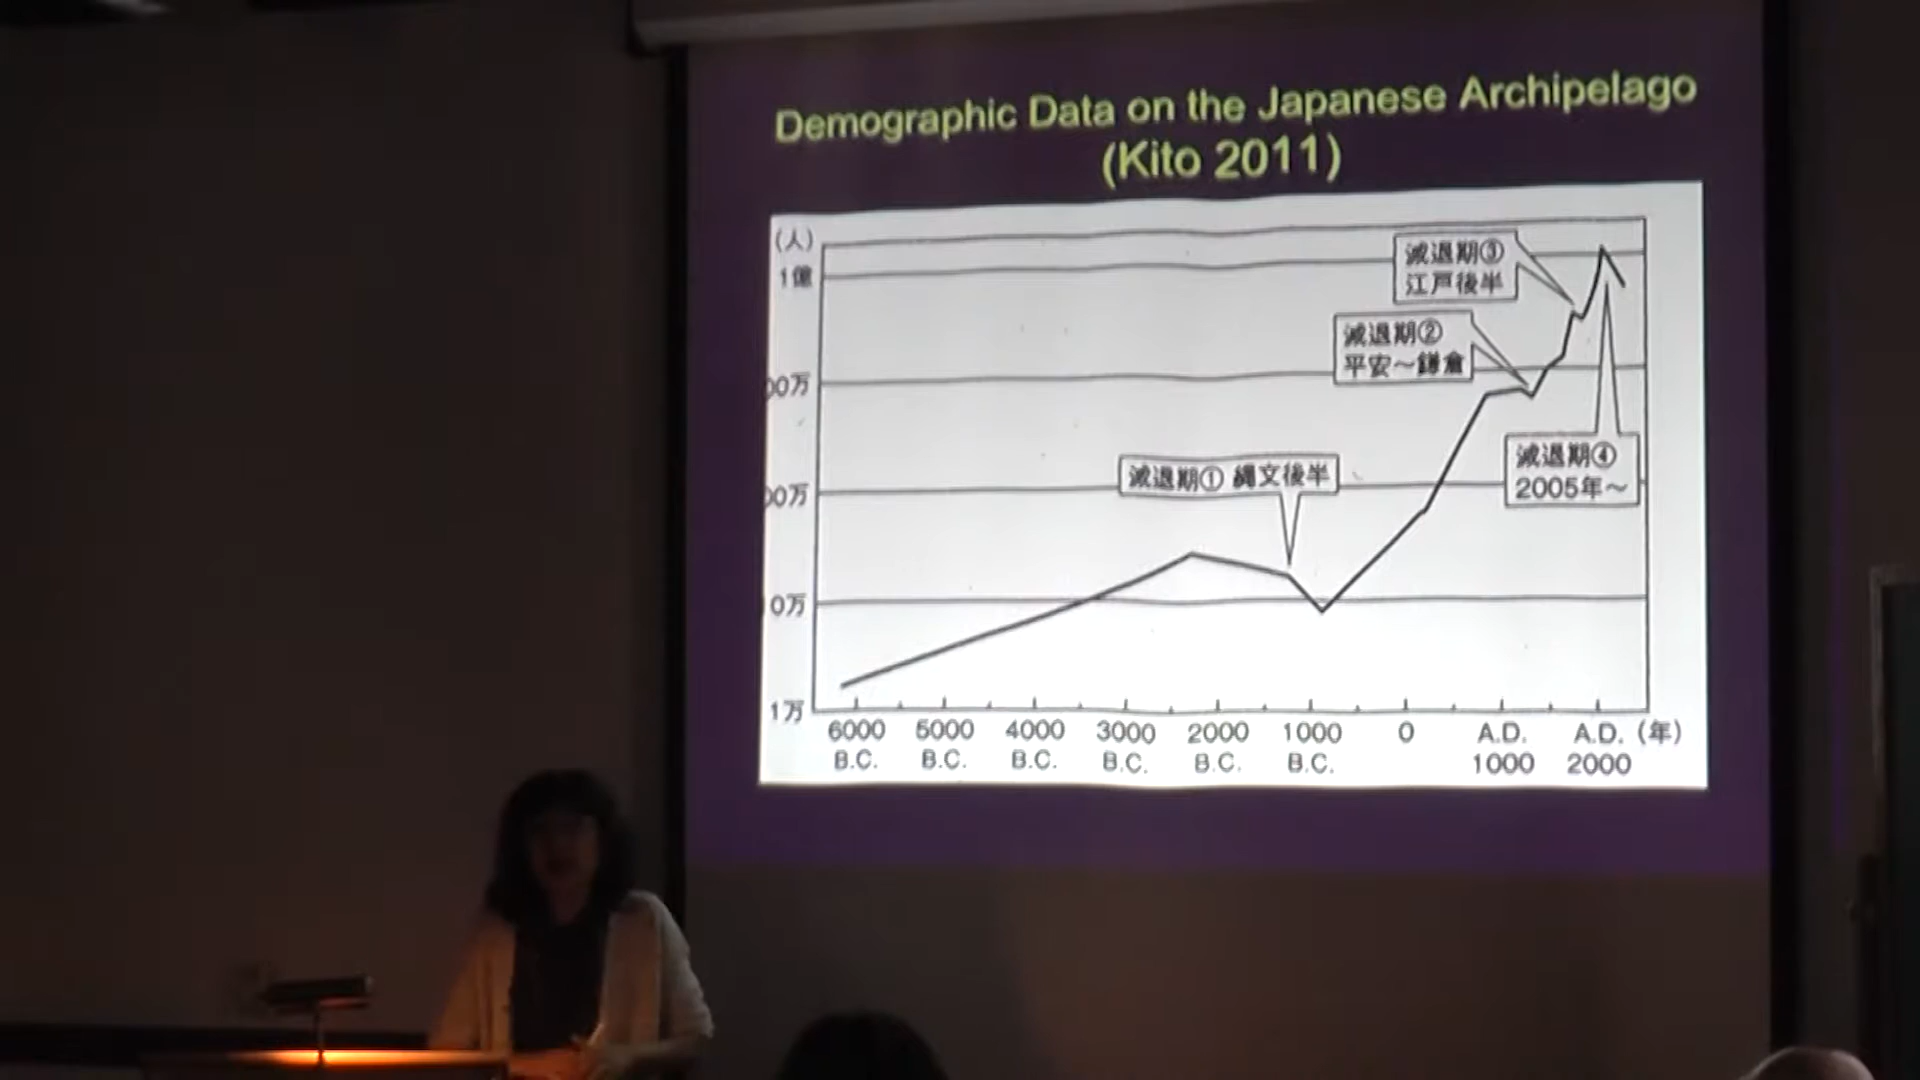 Demographic Data on the Japanese Archipelago
(Kito 2011)
(人)
1億
00万
00万
0万
1万
減退期③
江戸後半
減退期②
平安〜鎌倉
減退期① 縄文後半
減退期④
2005年〜
6000 5000 4000 3000 2000 1000 0 A.D. A.D. (年)
B.C. B.C. B.C. B.C. B.C. B.C. 1000 2000